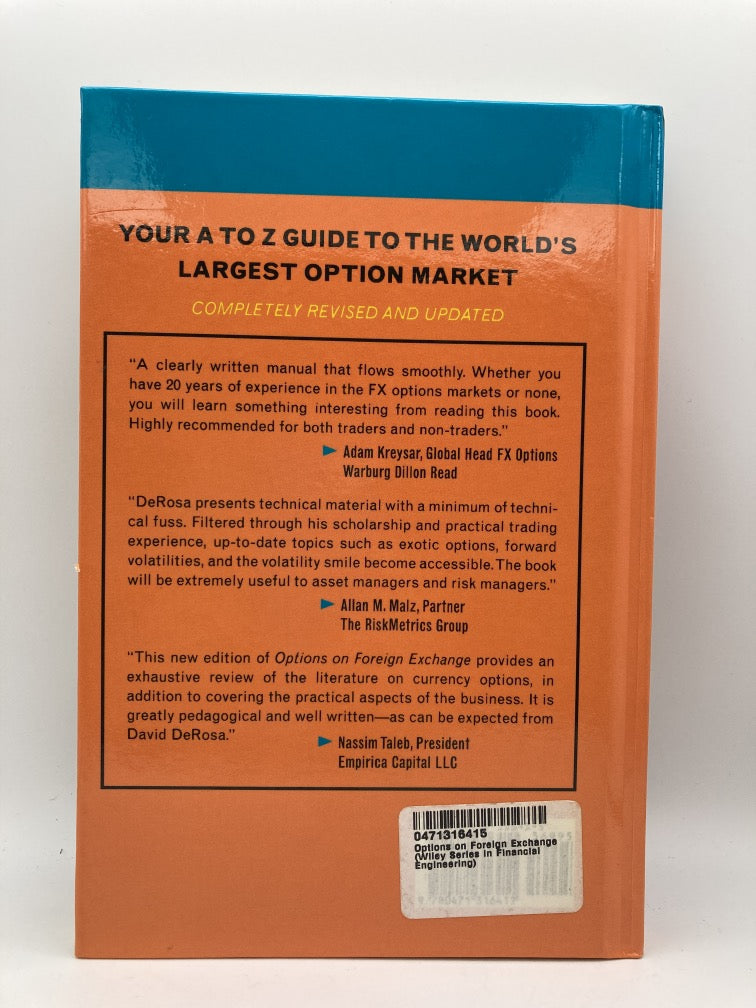 YOUR A TO Z GUIDE TO THE WORLD'S
LARGEST OPTION MARKET
COMPLETELY REVISED AND UPDATED
“A clearly written manual that flows smoothly. Whether you
have 20 years of experience in the FX options markets or none,
you will learn something interesting from reading this book.
Highly recommended for both traders and non-traders.”
Adam Kreysar, Global Head FX Options
Warburg Dillon Read
“DeRosa presents technical material with a minimum of techni-
cal fuss. Filtered through his scholarship and practical trading
experience, up-to-date topics such as exotic options, forward
volatilities, and the volatility smile become accessible. The book
will be extremely useful to asset managers and risk managers.”
Allan M. Malz, Partner
The RiskMetrics Group
“This new edition of Options on Foreign Exchange provides an
exhaustive review of the literature on currency options, in
addition to covering the practical aspects of the business. It is
greatly pedagogical and well written—as can be expected from
David DeRosa.”
Nassim Taleb, President
Empirica Capital LLC
0471316415
Options on Foreign Exchange
(Wiley Series in Financial
Engineering)